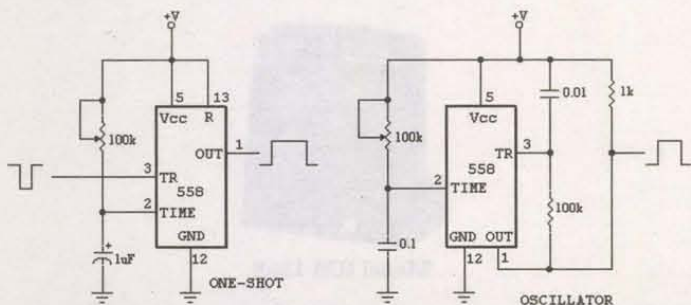 +V
5
13
Vcc
R
100k
OUT
1
3
TR
558
2
TIME
+
1uF
GND
12
ONE-SHOT
+V
5
0.01
1k
Vcc
100k
TR
3
558
2
TIME
100k
0.1
GND
OUT
12
1
OSCILLATOR